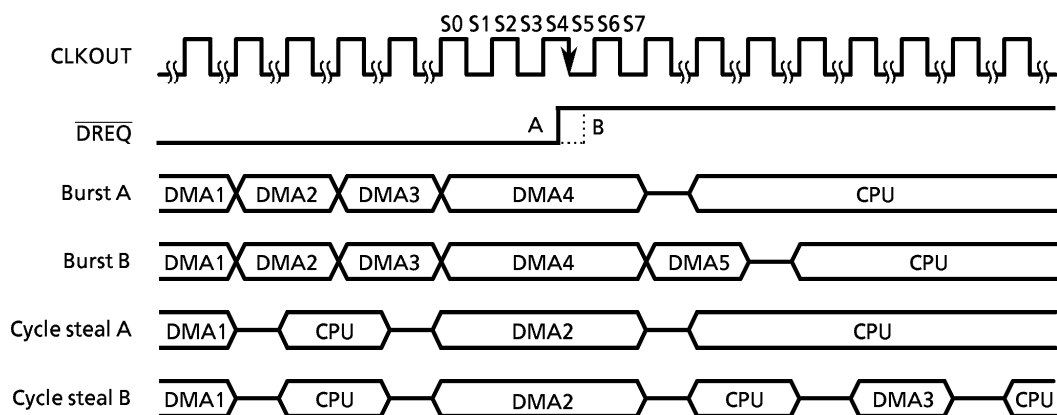 S0 S1 S2 S3 S4 S5 S6 S7
CLKOUT
DREQ A B
Burst A DMA1 DMA2 DMA3 DMA4 CPU
Burst B DMA1 DMA2 DMA3 DMA4 DMA5 CPU
Cycle steal A DMA1 CPU DMA2 CPU
Cycle steal B DMA1 CPU DMA2 CPU DMA3 CPU